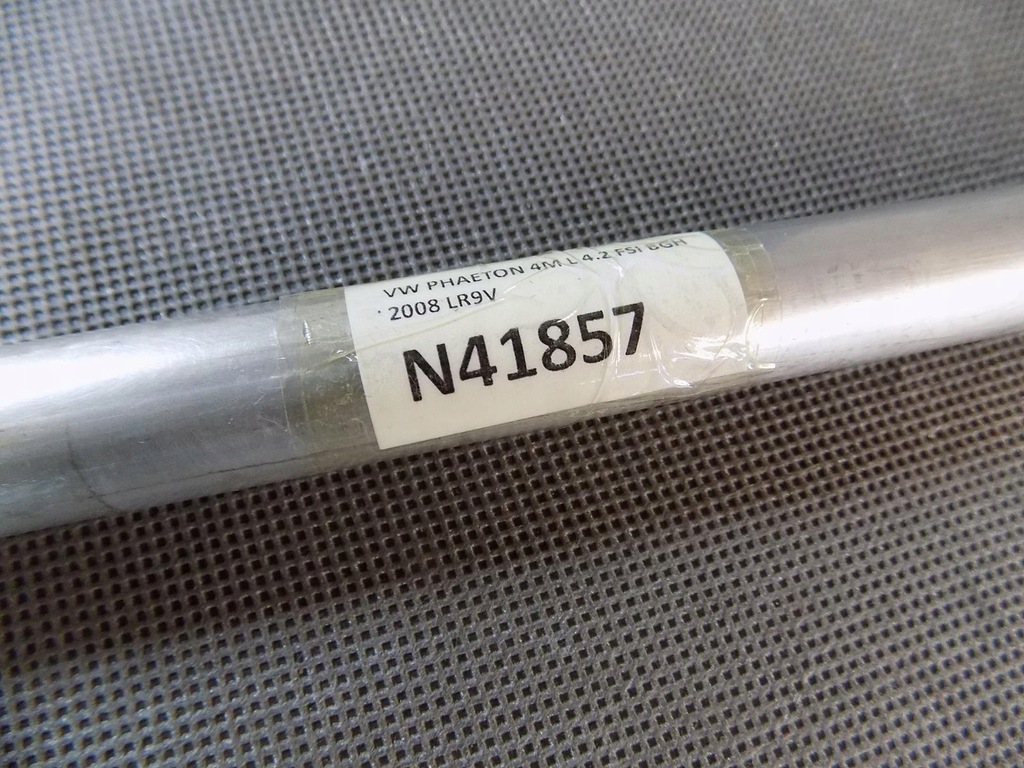 VW PHAETON 4M L 4.2 FSI BGH
2008 LR9V
N41857